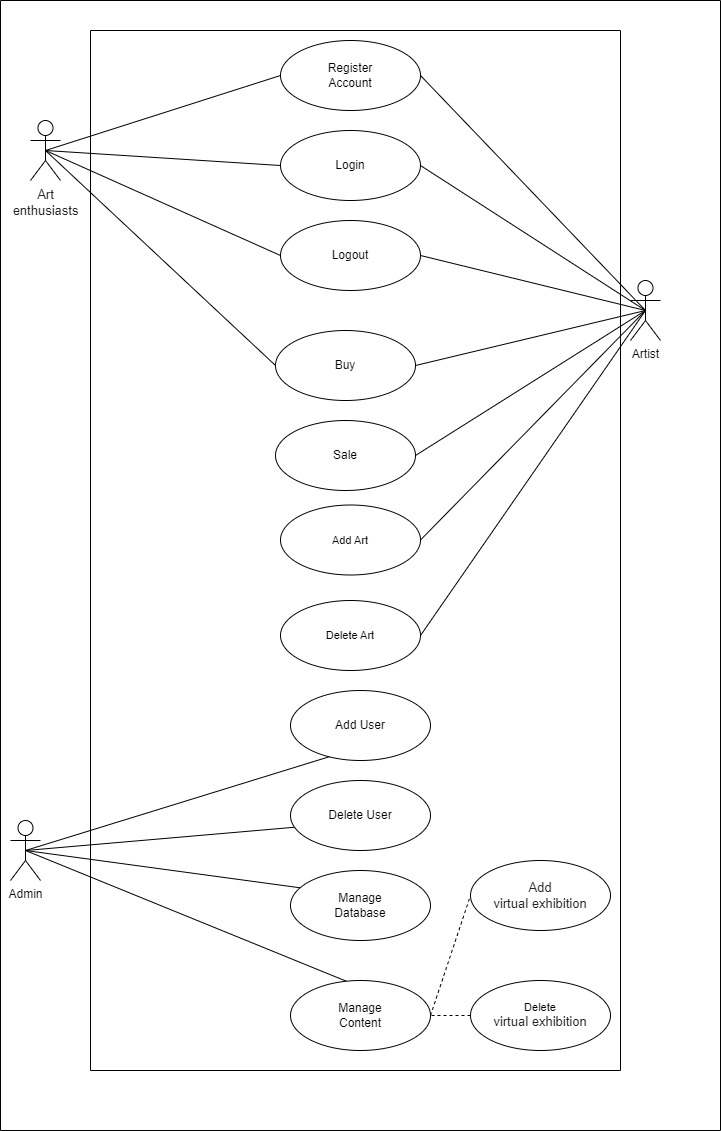 Register
Account
Login
Art
enthusiasts
Logout
Artist
Buy
Sale
Add Art
Delete Art
Add User
Delete User
Admin
Manage
Database
Add
virtual exhibition
Manage
Content
Delete
virtual exhibition